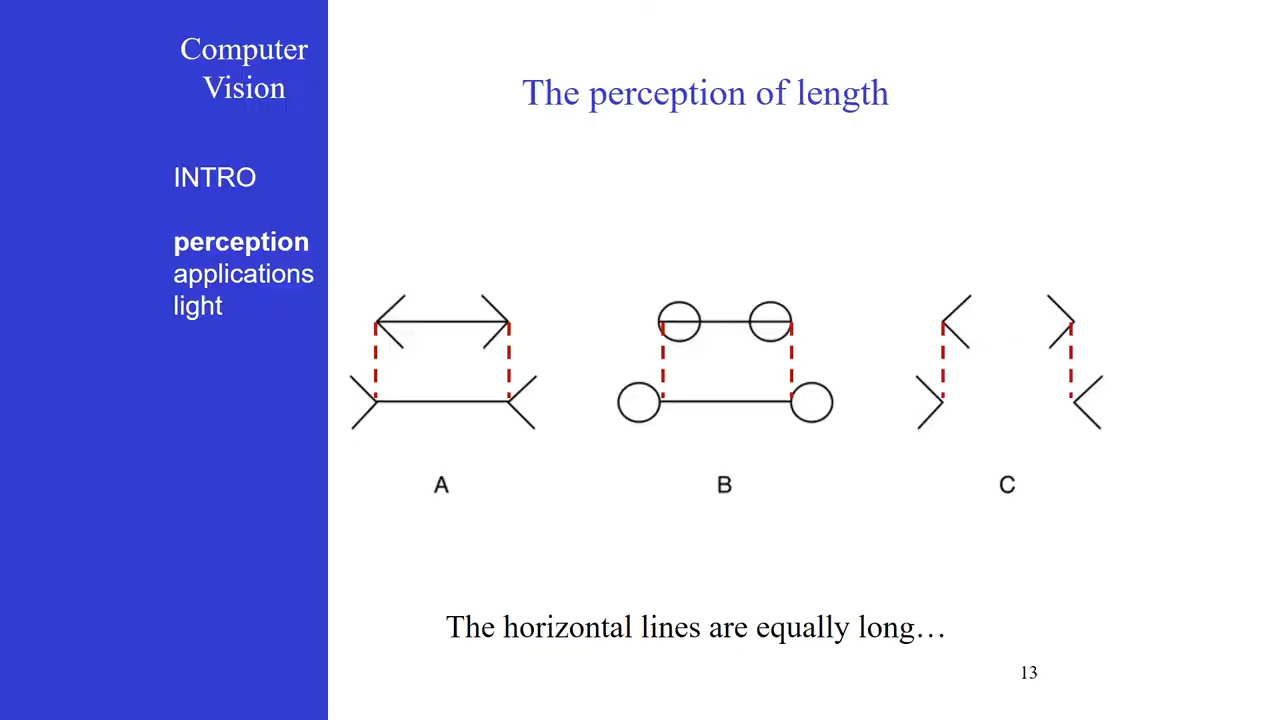 Computer
Vision
The perception of length
INTRO
perception
applications
light
A
B
C
The horizontal lines are equally long…
13